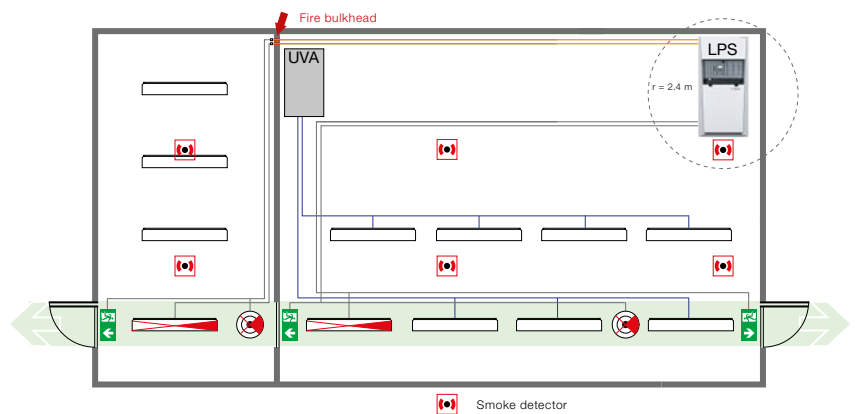 Fire bulkhead
UVA
LPS
r = 2.4 m
Smoke detector